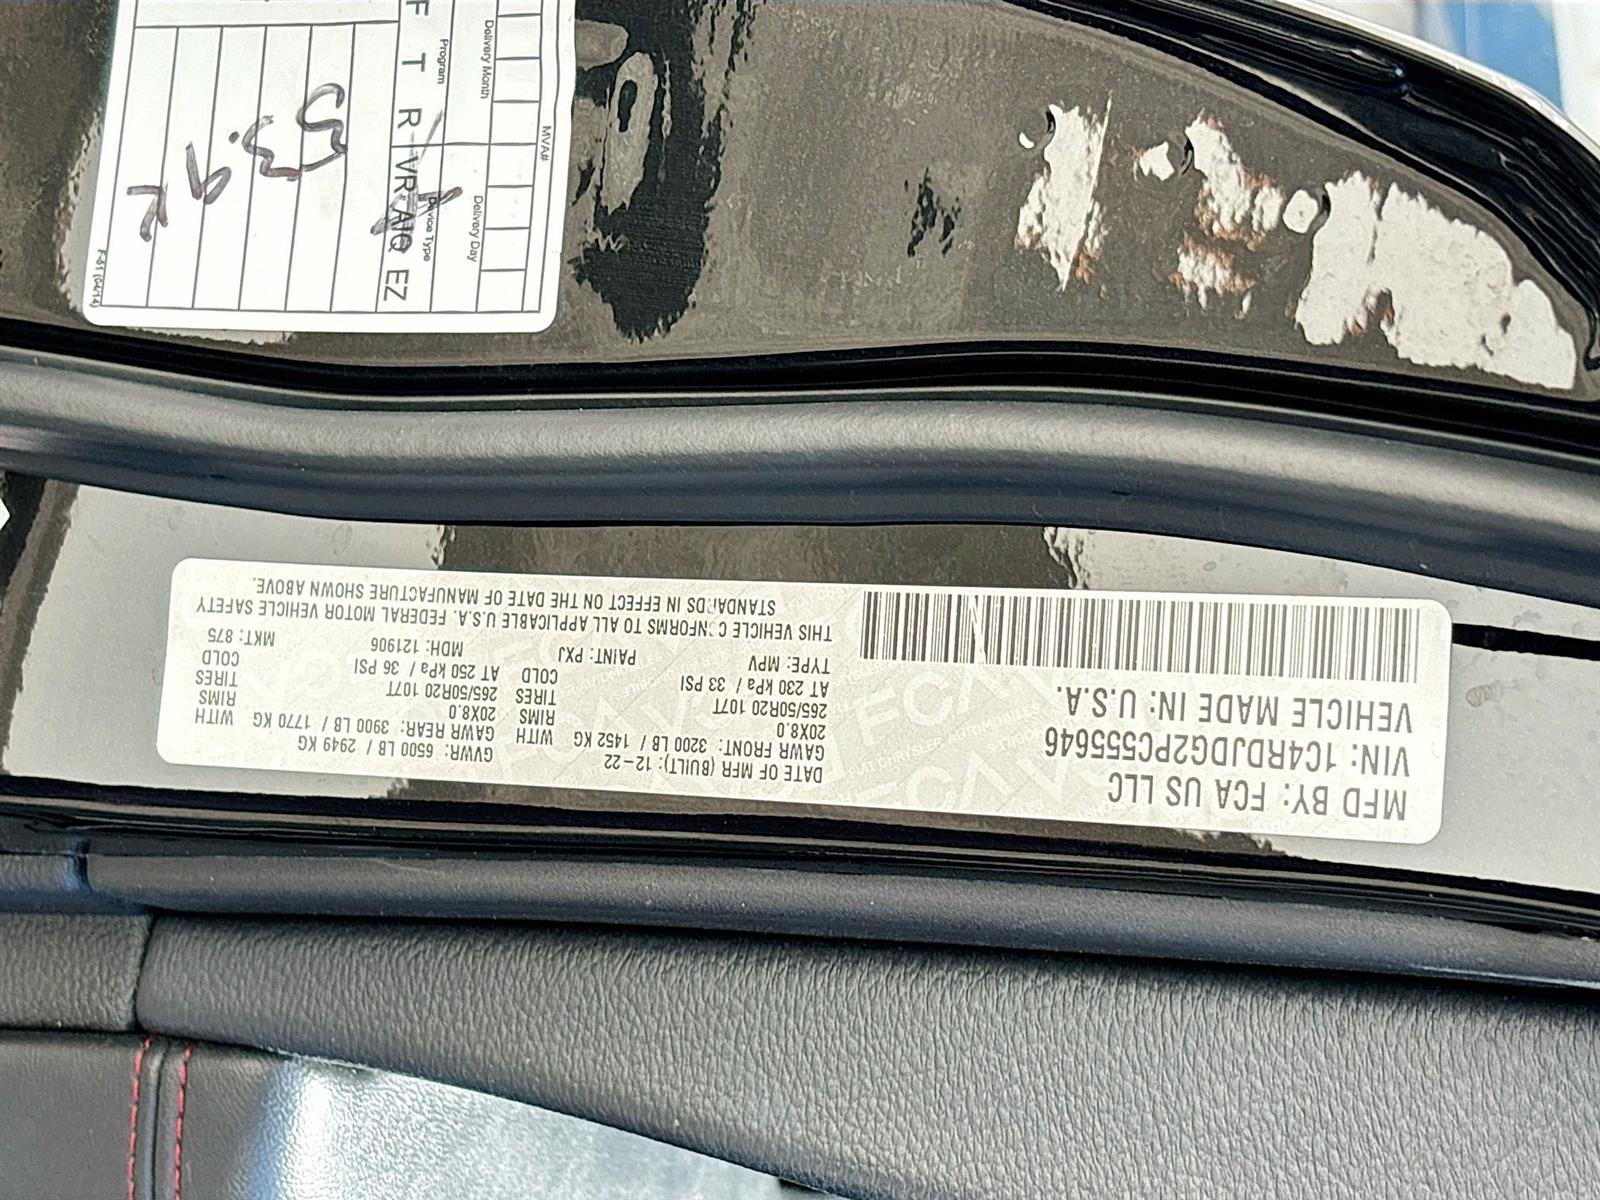 MFD BY: FCA US LLC
VIN: 1C4RDJDG2PC555646
VEHICLE MADE IN: U.S.A.
DATE OF MFR (BUILT): 12-22
GVWR: 6500 LB / 2949 KG
GAWR FRONT: 3200 LB / 1452 KG WITH
20X8.0 RIMS
265/50R20 107T TIRES
AT 230 kPa / 33 PSI COLD
GAWR REAR: 3900 LB / 1770 KG WITH
20X8.0 RIMS
265/50R20 107T TIRES
AT 250 kPa / 36 PSI COLD
TYPE: MPV PAINT: PXJ MDH: 121906 MKT: 875
THIS VEHICLE CONFORMS TO ALL APPLICABLE U.S.A. FEDERAL MOTOR VEHICLE SAFETY
STANDARDS IN EFFECT ON THE DATE OF MANUFACTURE SHOWN ABOVE.
MVA#
Delivery Month Delivery Day
Program Device Type
F T R VR AIQ EZ
53.9K
F-51 (04/14)